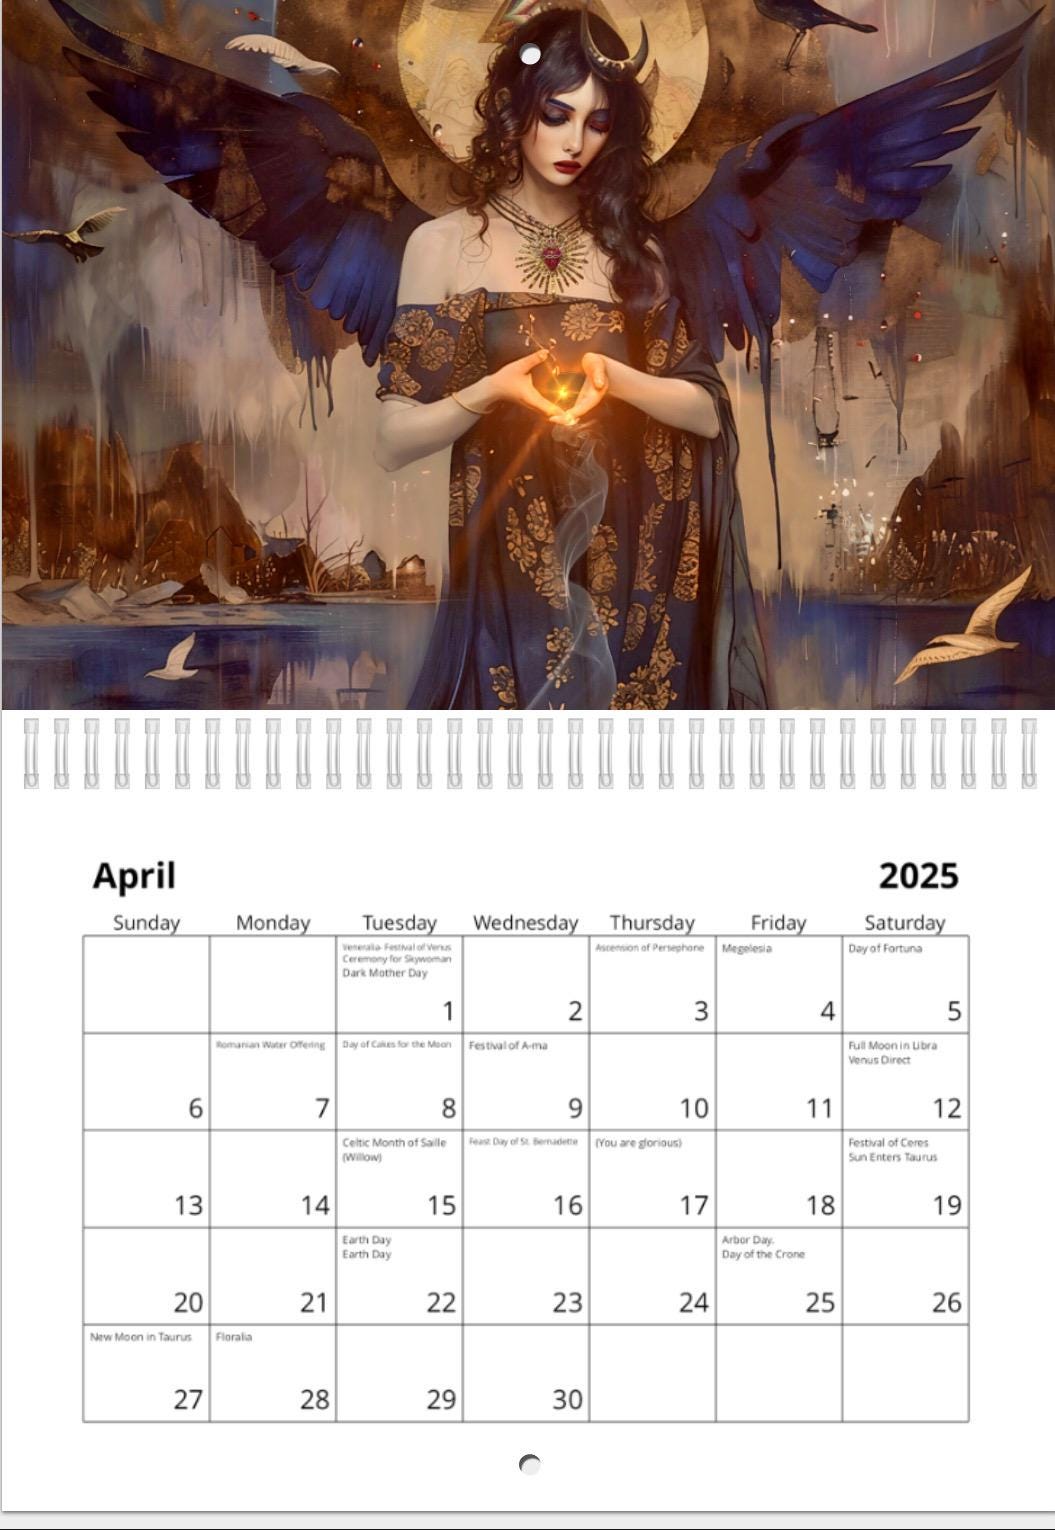 April 2025
Sunday Monday Tuesday Wednesday Thursday Friday Saturday
Veneralia- Festival of Venus
Ceremony for Skywoman
Dark Mother Day
1
2
Ascension of Persephone
3
Megelesia
4
Day of Fortuna
5
6
Romanian Water Offering
7
Day of Cakes for the Moon
8
Festival of A-ma
9
10
11
Full Moon in Libra
Venus Direct
12
13
14
Celtic Month of Saille
(Willow)
15
Feast Day of St. Bernadette
16
(You are glorious)
17
18
Festival of Ceres
Sun Enters Taurus
19
20
21
Earth Day
Earth Day
22
23
24
Arbor Day.
Day of the Crone
25
26
New Moon in Taurus
27
Floralia
28
29
30